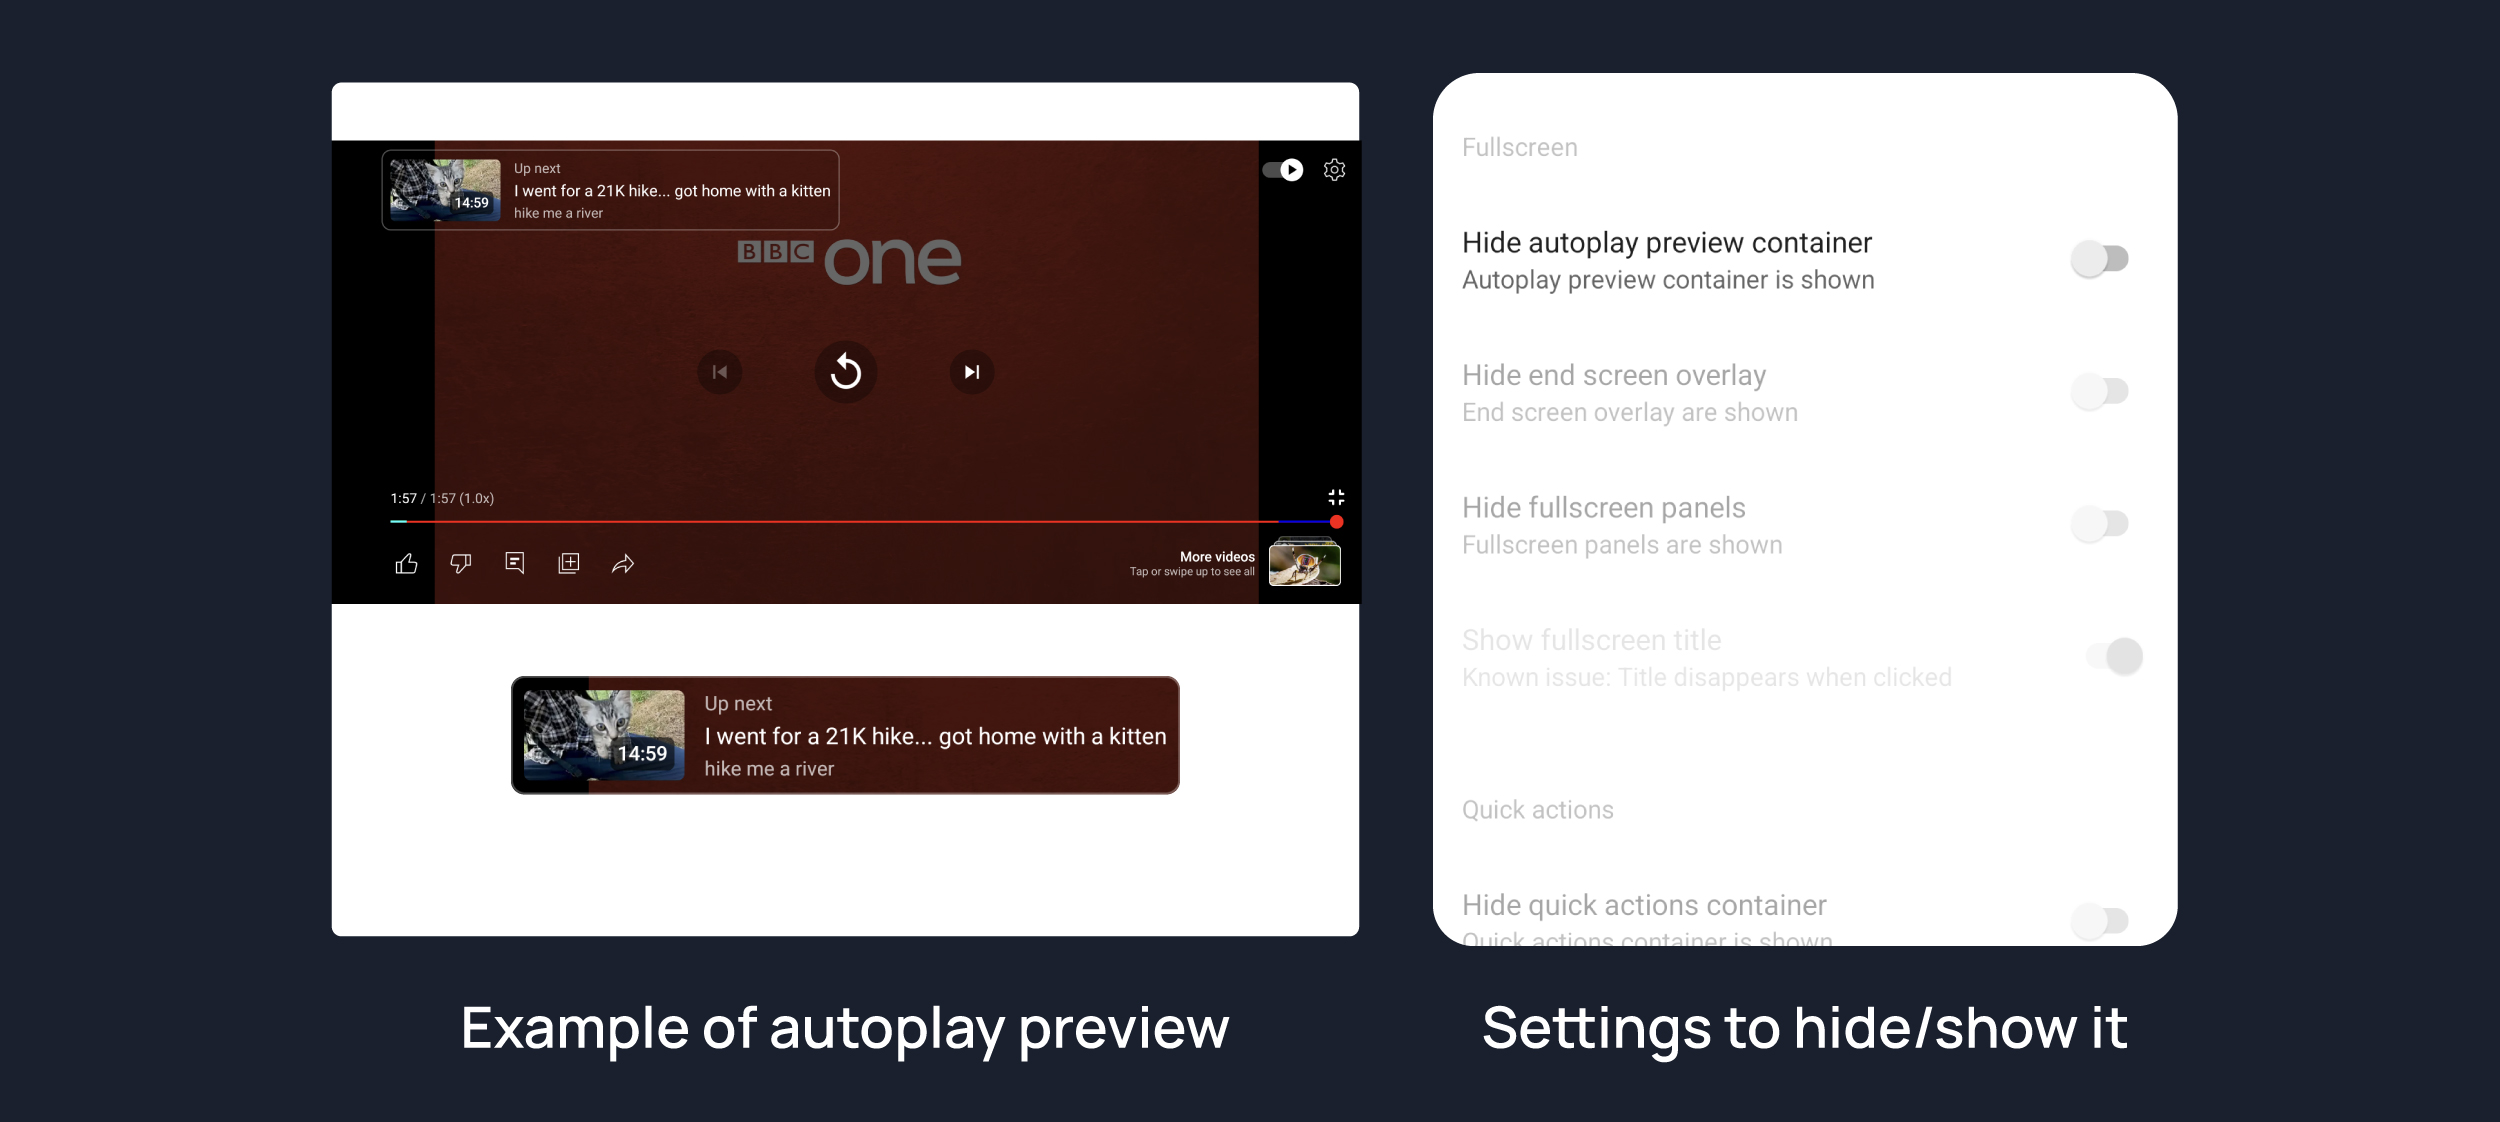 Up next
I went for a 21K hike... got home with a kitten
hike me a river
14:59
BBC one
1:57 / 1:57 (1.0x)
More videos
Tap or swipe up to see all
Up next
I went for a 21K hike... got home with a kitten
hike me a river
14:59
Example of autoplay preview
Fullscreen
Hide autoplay preview container
Autoplay preview container is shown
Hide end screen overlay
End screen overlay are shown
Hide fullscreen panels
Fullscreen panels are shown
Show fullscreen title
Known issue: Title disappears when clicked
Quick actions
Hide quick actions container
Quick actions container is shown
Settings to hide/show it